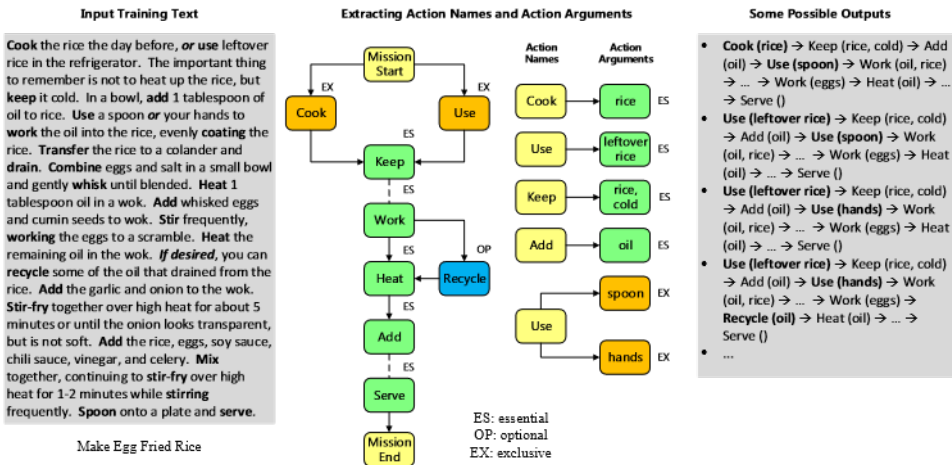 Input Training Text
Cook the rice the day before, or use leftover
rice in the refrigerator. The important thing
to remember is not to heat up the rice, but
keep it cold. In a bowl, add 1 tablespoon of
oil to rice. Use a spoon or your hands to
work the oil into the rice, evenly coating the
rice. Transfer the rice to a colander and
drain. Combine eggs and salt in a small bowl
and gently whisk until blended. Heat 1
tablespoon oil in a wok. Add whisked eggs
and cumin seeds to wok. Stir frequently,
working the eggs to a scramble. Heat the
remaining oil in the wok. If desired, you can
recycle some of the oil that drained from the
rice. Add the garlic and onion to the wok.
Stir-fry together over high heat for about 5
minutes or until the onion looks transparent,
but is not soft. Add the rice, eggs, soy sauce,
chili sauce, vinegar, and celery. Mix
together, continuing to stir-fry over high
heat for 1-2 minutes while stirring
frequently. Spoon onto a plate and serve.
Make Egg Fried Rice
Extracting Action Names and Action Arguments
Mission
Start
EX
EX
Cook
Use
ES
Keep
ES
Work
ES
OP
Heat
Recycle
ES
Add
ES
Serve
Mission
End
Action
Names
Action
Arguments
Cook
rice
ES
Use
leftover
rice
ES
Keep
rice,
cold
ES
Add
oil
ES
spoon
EX
Use
hands
EX
ES: essential
OP: optional
EX: exclusive
Some Possible Outputs
• Cook (rice) → Keep (rice, cold) → Add
(oil) → Use (spoon) → Work (oil, rice)
→ ... → Work (eggs) → Heat (oil) → ...
→ Serve ()
• Use (leftover rice) → Keep (rice, cold)
→ Add (oil) → Use (spoon) → Work
(oil, rice) → ... → Work (eggs) → Heat
(oil) → ... → Serve ()
• Use (leftover rice) → Keep (rice, cold)
→ Add (oil) → Use (hands) → Work
(oil, rice) → ... → Work (eggs) → Heat
(oil) → ... → Serve ()
• Use (leftover rice) → Keep (rice, cold)
→ Add (oil) → Use (hands) → Work
(oil, rice) → ... → Work (eggs) →
Recycle (oil) → Heat (oil) → ... →
Serve ()
• ...